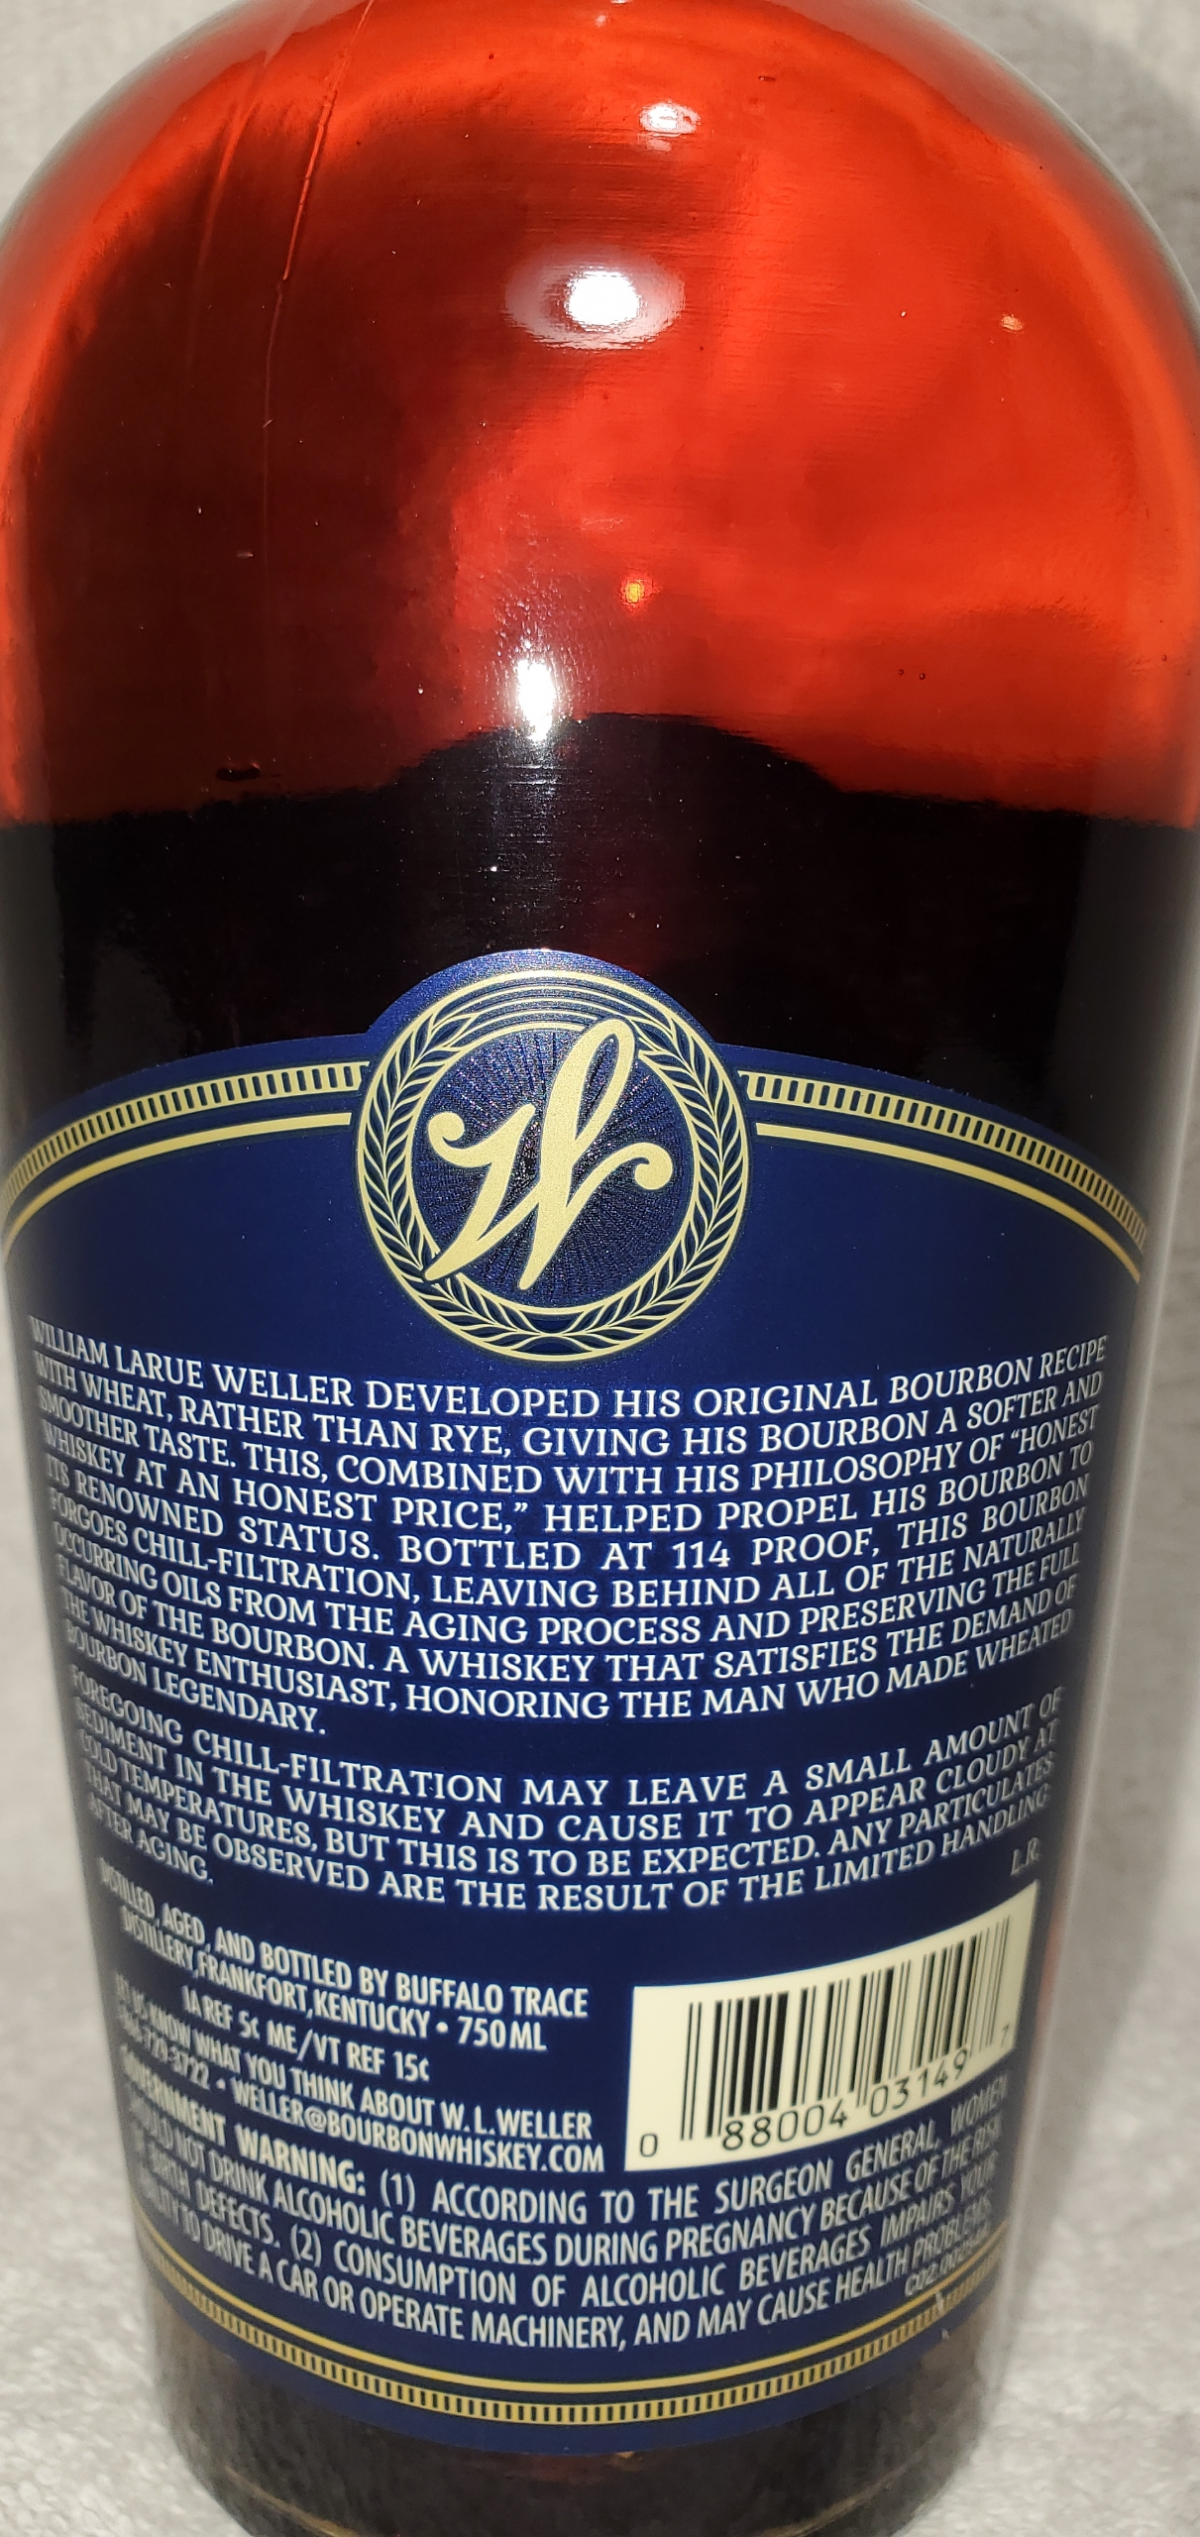 W
WILLIAM LARUE WELLER DEVELOPED HIS ORIGINAL BOURBON RECIPE
WITH WHEAT, RATHER THAN RYE, GIVING HIS BOURBON A SOFTER AND
SMOOTHER TASTE. THIS, COMBINED WITH HIS PHILOSOPHY OF “HONEST
WHISKEY AT AN HONEST PRICE,” HELPED PROPEL HIS BOURBON TO
ITS RENOWNED STATUS. BOTTLED AT 114 PROOF, THIS BOURBON
FORGOES CHILL-FILTRATION, LEAVING BEHIND ALL OF THE NATURALLY
OCCURRING OILS FROM THE AGING PROCESS AND PRESERVING THE FULL
FLAVOR OF THE BOURBON. A WHISKEY THAT SATISFIES THE DEMAND OF
THE WHISKEY ENTHUSIAST, HONORING THE MAN WHO MADE WHEATED
BOURBON LEGENDARY.
FOREGOING CHILL-FILTRATION MAY LEAVE A SMALL AMOUNT OF
SEDIMENT IN THE WHISKEY AND CAUSE IT TO APPEAR CLOUDY AT
COLD TEMPERATURES, BUT THIS IS TO BE EXPECTED. ANY PARTICULATES
THAT MAY BE OBSERVED ARE THE RESULT OF THE LIMITED HANDLING
AFTER AGING.
L.R.
DISTILLED, AGED, AND BOTTLED BY BUFFALO TRACE
DISTILLERY, FRANKFORT, KENTUCKY • 750ML
IA REF 5¢ ME/VT REF 15¢
LET US KNOW WHAT YOU THINK ABOUT W.L.WELLER
729-3722 • WELLER@BOURBONWHISKEY.COM
0 88004 03149 7
GOVERNMENT WARNING: (1) ACCORDING TO THE SURGEON GENERAL, WOMEN
SHOULD NOT DRINK ALCOHOLIC BEVERAGES DURING PREGNANCY BECAUSE OF THE RISK
OF BIRTH DEFECTS. (2) CONSUMPTION OF ALCOHOLIC BEVERAGES IMPAIRS YOUR
ABILITY TO DRIVE A CAR OR OPERATE MACHINERY, AND MAY CAUSE HEALTH PROBLEMS.